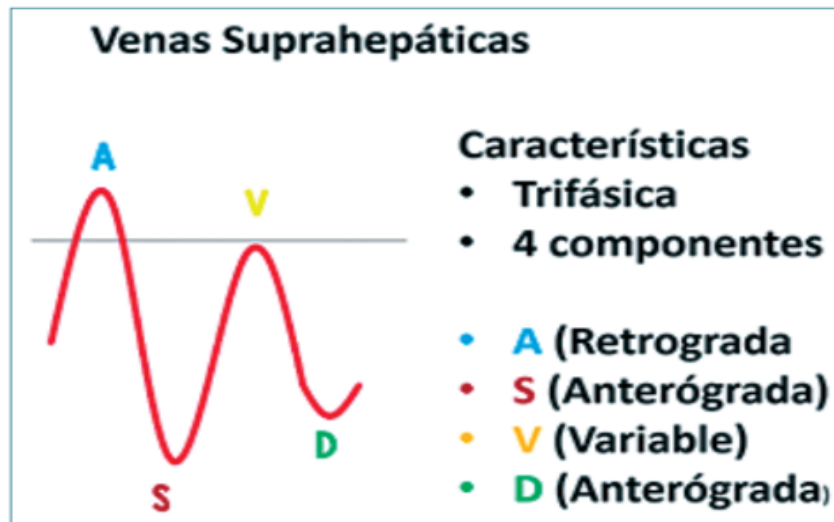 Venas Suprahepáticas
A
V
S
D
Características
• Trifásica
• 4 componentes
• A (Retrograda
• S (Anterógrada)
• V (Variable)
• D (Anterógrada)